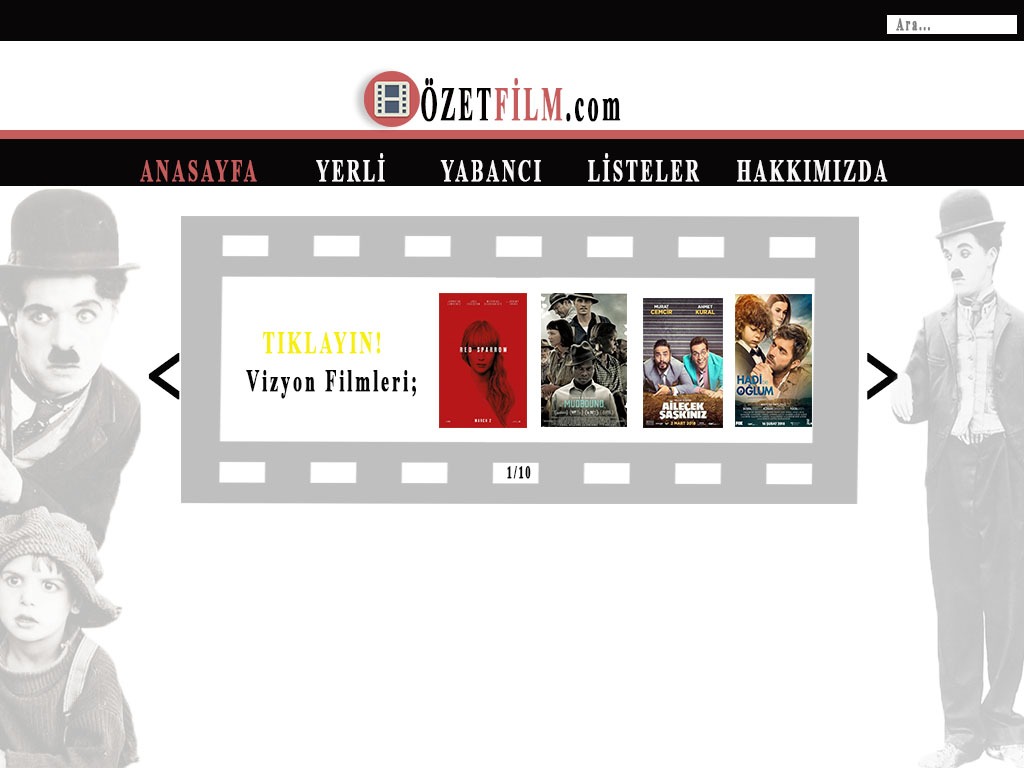 Ara...
ÖZETFİLM.com
ANASAYFA YERLİ YABANCI LİSTELER HAKKIMIZDA
TIKLAYIN!
Vizyon Filmleri;
RED SPARROW
MARCH 2
MUDBOUND
MURAT CEMCİR
AHMET KURAL
AİLECEK ŞAŞKINIZ
2 MART 2018
HADİ OĞLUM
16 ŞUBAT 2018
<
>
1/10